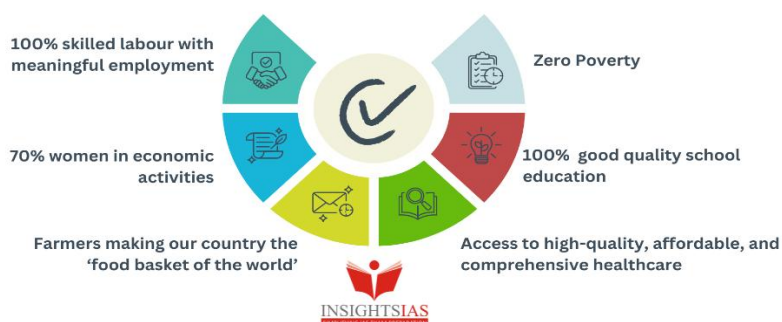 100% skilled labour with
meaningful employment
Zero Poverty
70% women in economic
activities
100% good quality school
education
Farmers making our country the
‘food basket of the world’
Access to high-quality, affordable, and
comprehensive healthcare
INSIGHTSIAS